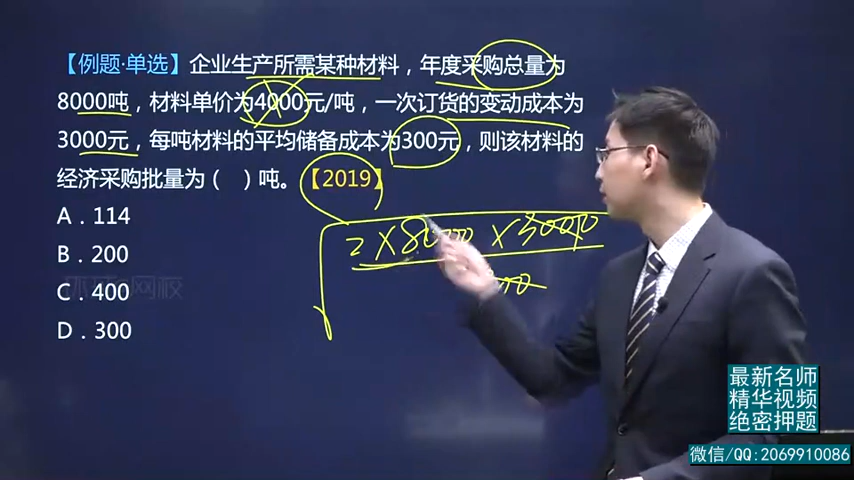 【例题·单选】企业生产所需某种材料，年度采购总量为
8000吨，材料单价为4000元/吨，一次订货的变动成本为
3000元，每吨材料的平均储备成本为300元，则该材料的
经济采购批量为（ ）吨。【2019】
2×8000×3000
A．114
B．200
C．400
D．300
最新名师
精华视频
绝密押题
微信/QQ:2069910086